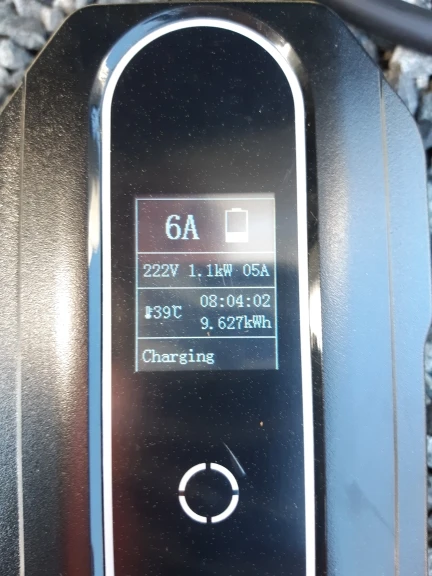 6A
222V 1.1kW 05A
39℃ 08:04:02
9.627kWh
Charging